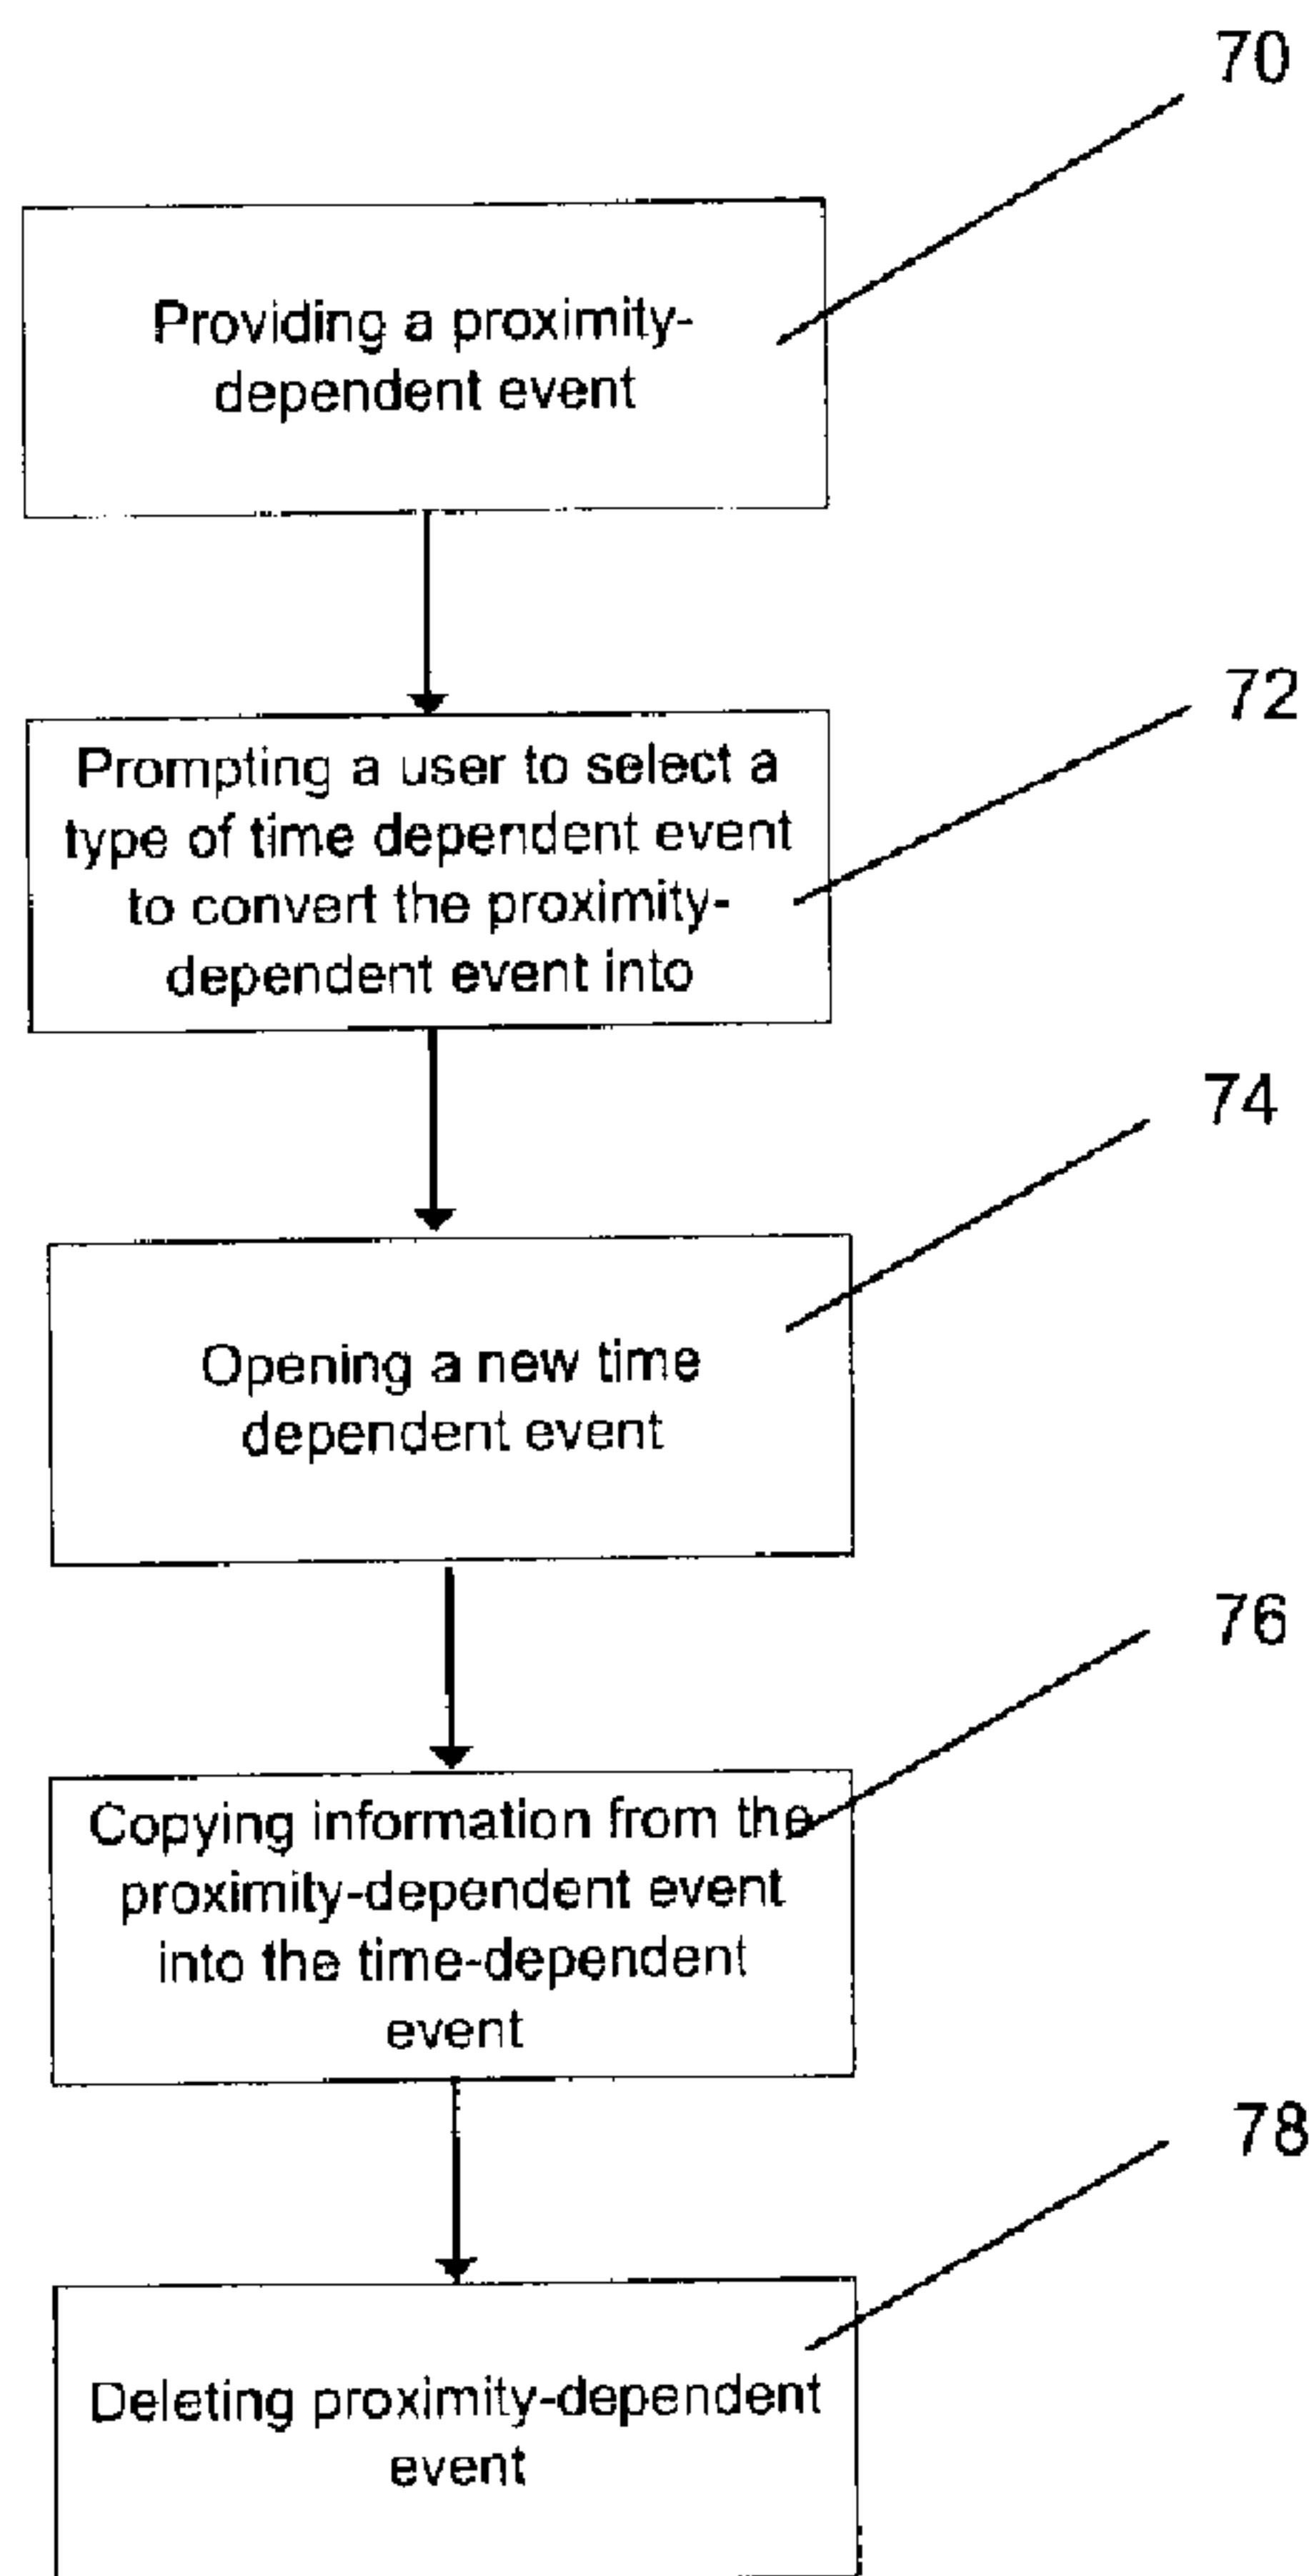 70
Providing a proximity-
dependent event
72
Prompting a user to select a
type of time dependent event
to convert the proximity-
dependent event into
74
Opening a new time
dependent event
76
Copying information from the
proximity-dependent event
into the time-dependent
event
78
Deleting proximity-dependent
event